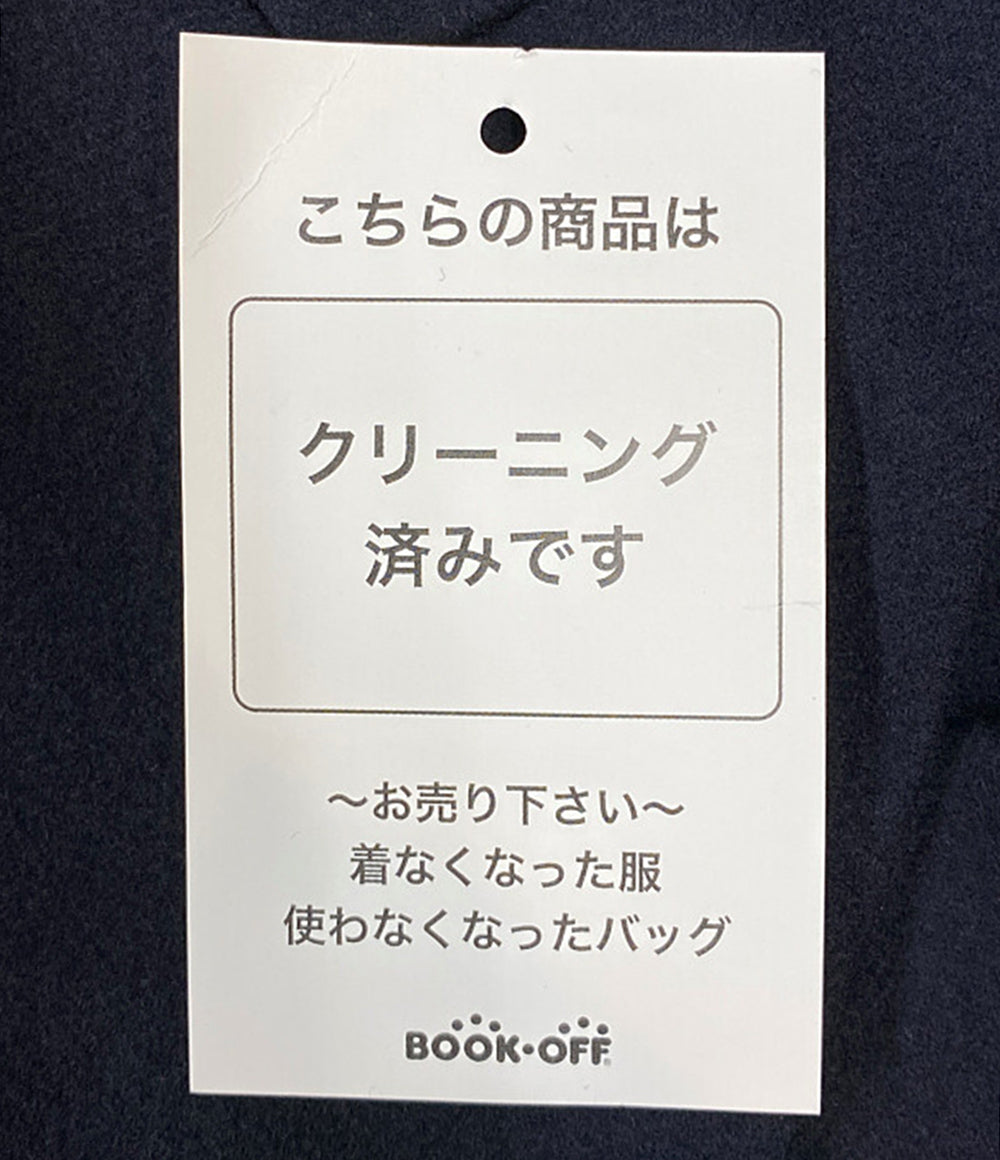 こちらの商品は
クリーニング
済みです
～お売り下さい～
着なくなった服
使わなくなったバッグ
BOOK・OFF